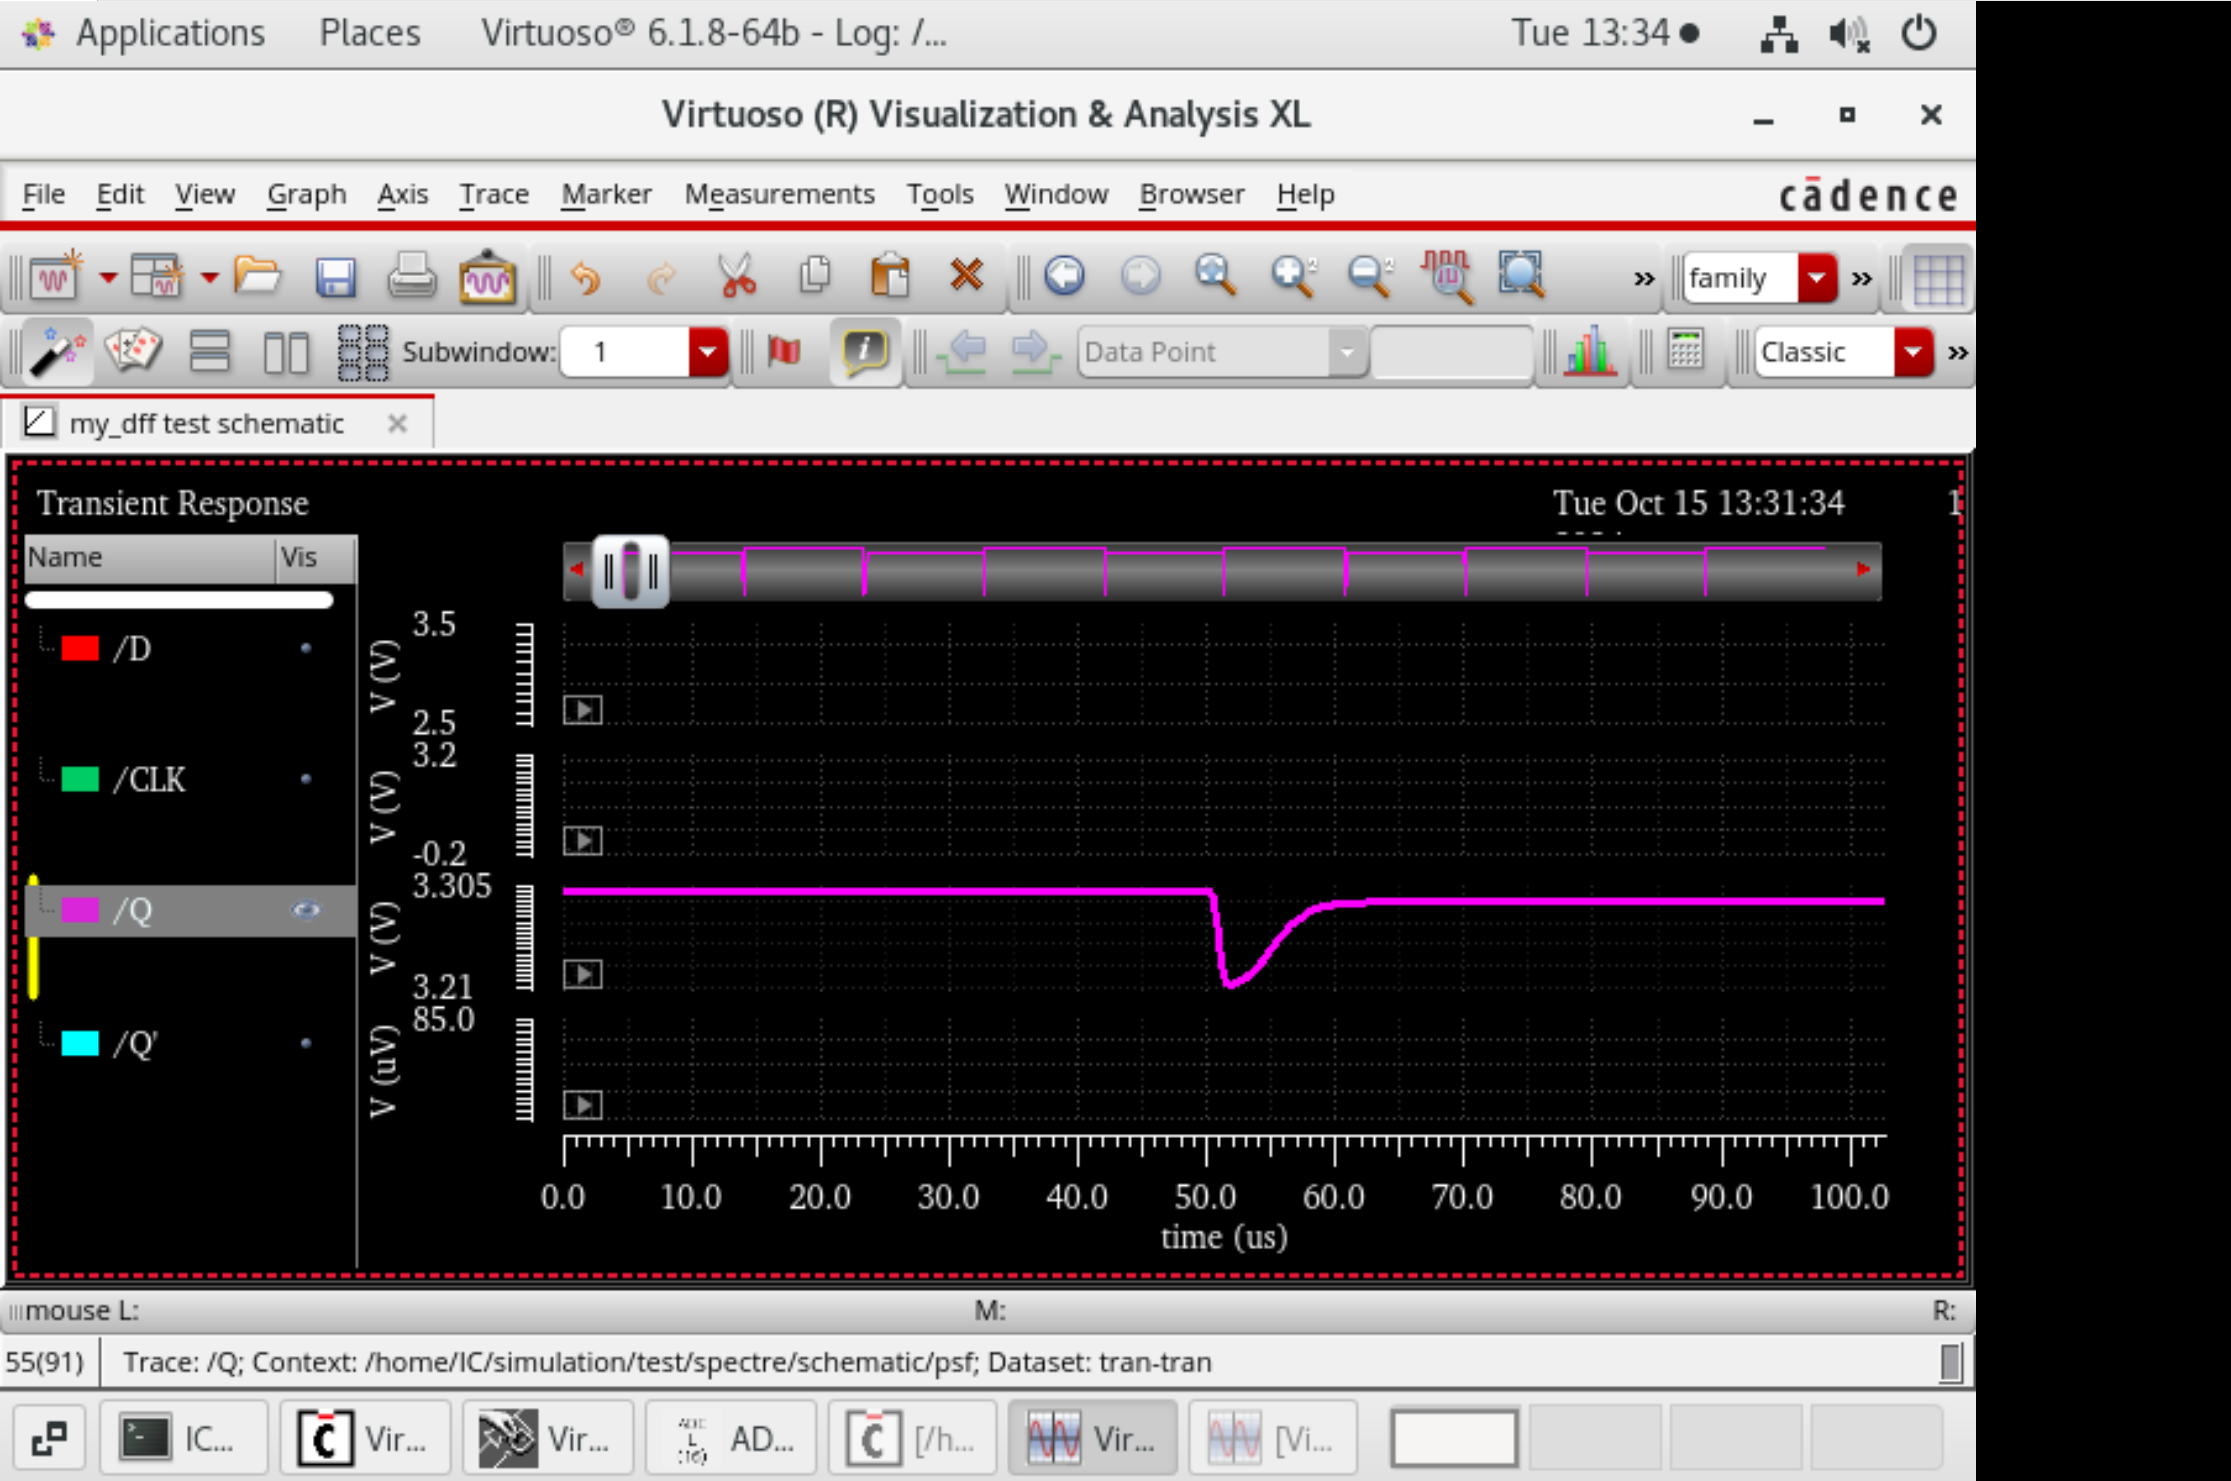 Applications Places Virtuoso® 6.1.8-64b - Log: /... Tue 13:34
Virtuoso (R) Visualization & Analysis XL
File Edit View Graph Axis Trace Marker Measurements Tools Window Browser Help cādence
family
Subwindow: 1 Data Point Classic
my_dff test schematic
Transient Response Tue Oct 15 13:31:34 1
Name Vis
/D
V (V)
3.5
2.5
/CLK
V (V)
3.2
-0.2
/Q
V (V)
3.305
3.21
/Q'
V (uV)
85.0
0.0 10.0 20.0 30.0 40.0 50.0 60.0 70.0 80.0 90.0 100.0
time (us)
mouse L: M: R:
55(91) Trace: /Q; Context: /home/IC/simulation/test/spectre/schematic/psf; Dataset: tran-tran
IC... Vir... Vir... AD... [/h... Vir... [Vi...